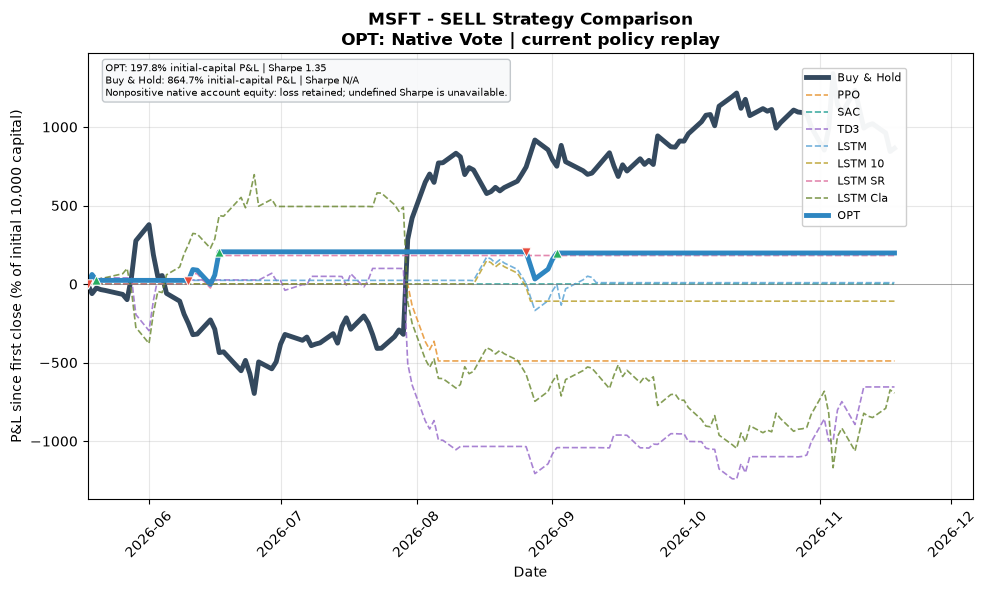 MSFT - SELL Strategy Comparison
OPT: Native Vote | current policy replay
OPT: 197.8% initial-capital P&L | Sharpe 1.35
Buy & Hold: 864.7% initial-capital P&L | Sharpe N/A
Nonpositive native account equity: loss retained; undefined Sharpe is unavailable.
Buy & Hold
PPO
SAC
TD3
LSTM
LSTM 10
LSTM SR
LSTM Cla
OPT
P&L since first close (% of initial 10,000 capital)
1000
500
0
−500
−1000
2026-06
2026-07
2026-08
2026-09
2026-10
2026-11
2026-12
Date